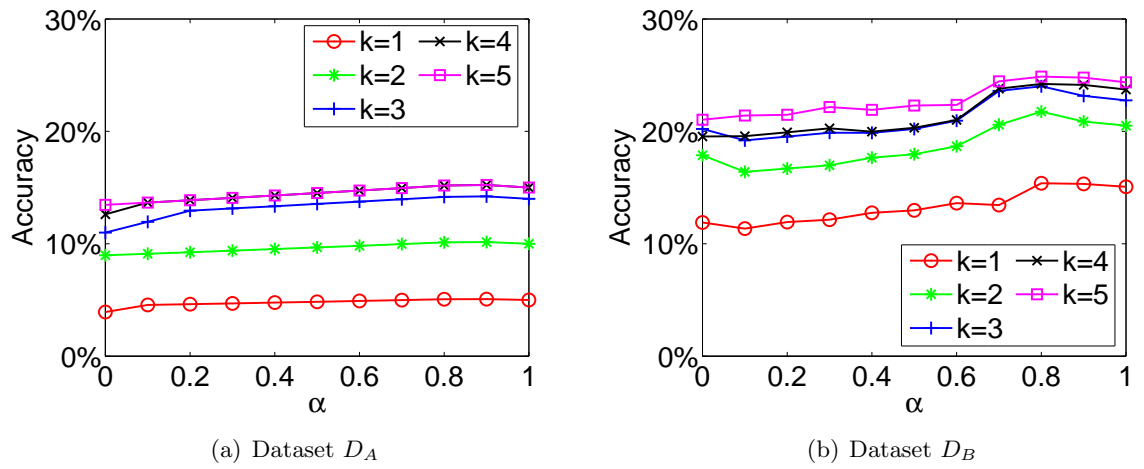 30%
20%
10%
0%
Accuracy
k=1
k=2
k=3
k=4
k=5
0 0.2 0.4 0.6 0.8 1
α
(a) Dataset D_A
30%
20%
10%
0%
Accuracy
k=1
k=2
k=3
k=4
k=5
0 0.2 0.4 0.6 0.8 1
α
(b) Dataset D_B